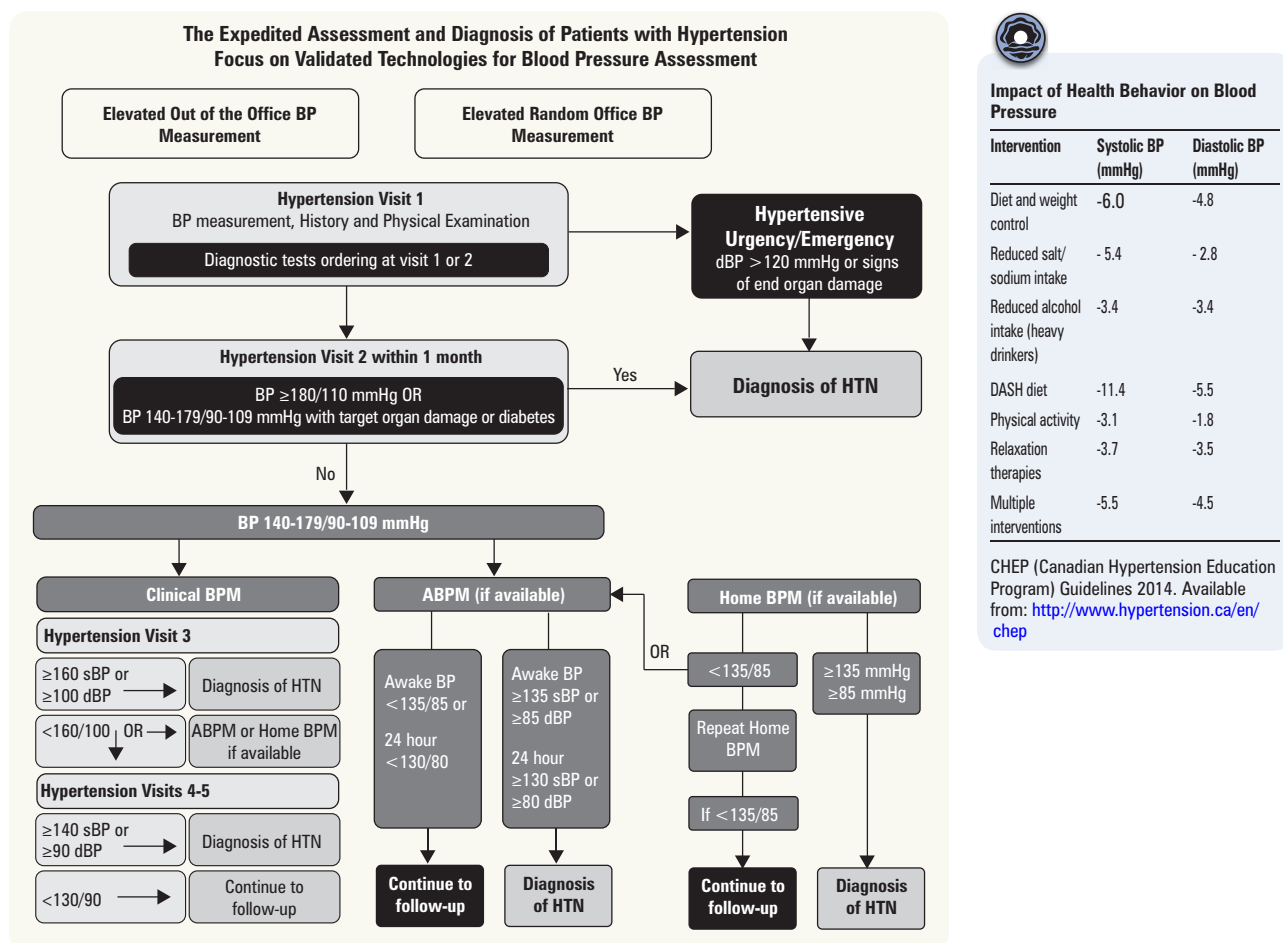 The Expedited Assessment and Diagnosis of Patients with Hypertension
Focus on Validated Technologies for Blood Pressure Assessment
Elevated Out of the Office BP
Measurement
Elevated Random Office BP
Measurement
Hypertension Visit 1
BP measurement, History and Physical Examination
Diagnostic tests ordering at visit 1 or 2
Hypertensive
Urgency/Emergency
dBP >120 mmHg or signs
of end organ damage
Hypertension Visit 2 within 1 month
BP ≥180/110 mmHg OR
BP 140-179/90-109 mmHg with target organ damage or diabetes
Yes
Diagnosis of HTN
No
BP 140-179/90-109 mmHg
Clinical BPM
Hypertension Visit 3
≥160 sBP or
≥100 dBP
Diagnosis of HTN
<160/100 OR
ABPM or Home BPM
if available
Hypertension Visits 4-5
≥140 sBP or
≥90 dBP
Diagnosis of HTN
<130/90
Continue to
follow-up
ABPM (if available)
Awake BP
<135/85 or
24 hour
<130/80
Continue to
follow-up
Awake BP
≥135 sBP or
≥85 dBP
24 hour
≥130 sBP or
≥80 dBP
Diagnosis
of HTN
OR
Home BPM (if available)
<135/85
Repeat Home
BPM
If <135/85
Continue to
follow-up
≥135 mmHg
≥85 mmHg
Diagnosis
of HTN
Impact of Health Behavior on Blood
Pressure
Intervention Systolic BP Diastolic BP
(mmHg) (mmHg)
Diet and weight -6.0 -4.8
control
Reduced salt/ - 5.4 - 2.8
sodium intake
Reduced alcohol -3.4 -3.4
intake (heavy
drinkers)
DASH diet -11.4 -5.5
Physical activity -3.1 -1.8
Relaxation -3.7 -3.5
therapies
Multiple -5.5 -4.5
interventions
CHEP (Canadian Hypertension Education
Program) Guidelines 2014. Available
from: http://www.hypertension.ca/en/
chep